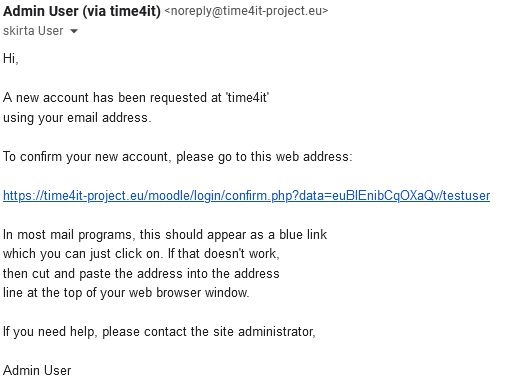 Admin User (via time4it) <noreply@time4it-project.eu>
skirta User
Hi,
A new account has been requested at 'time4it'
using your email address.
To confirm your new account, please go to this web address:
https://time4it-project.eu/moodle/login/confirm.php?data=euBlEnibCqOXaQv/testuser
In most mail programs, this should appear as a blue link
which you can just click on. If that doesn't work,
then cut and paste the address into the address
line at the top of your web browser window.
If you need help, please contact the site administrator,
Admin User